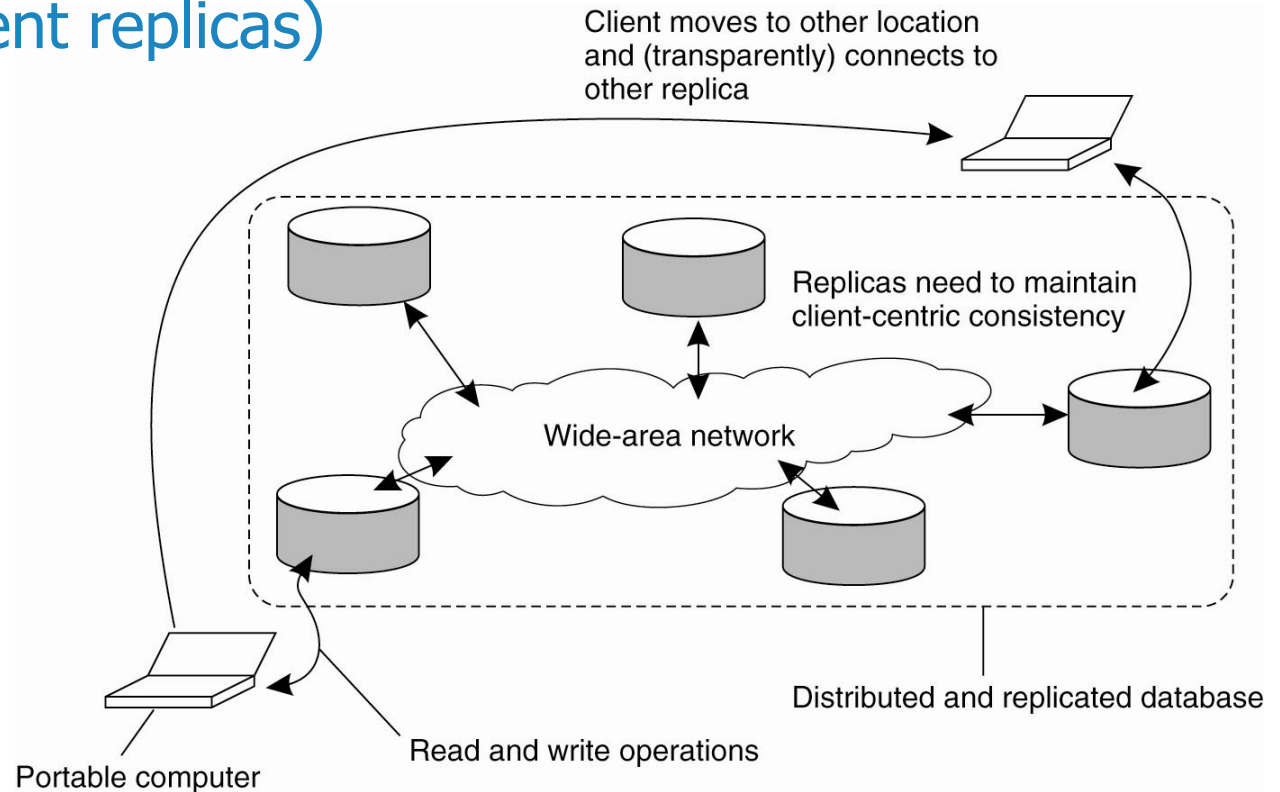 ent replicas)
Client moves to other location
and (transparently) connects to
other replica
Replicas need to maintain
client-centric consistency
Wide-area network
Distributed and replicated database
Read and write operations
Portable computer